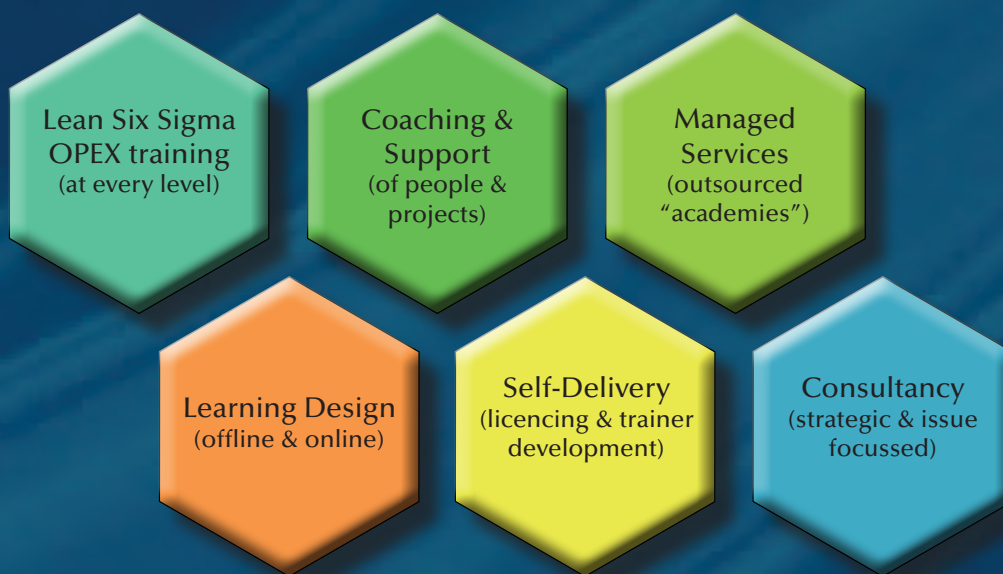 Lean Six Sigma
OPEX training
(at every level)
Coaching &
Support
(of people &
projects)
Managed
Services
(outsourced
“academies”)
Learning Design
(offline & online)
Self-Delivery
(licencing & trainer
development)
Consultancy
(strategic & issue
focussed)